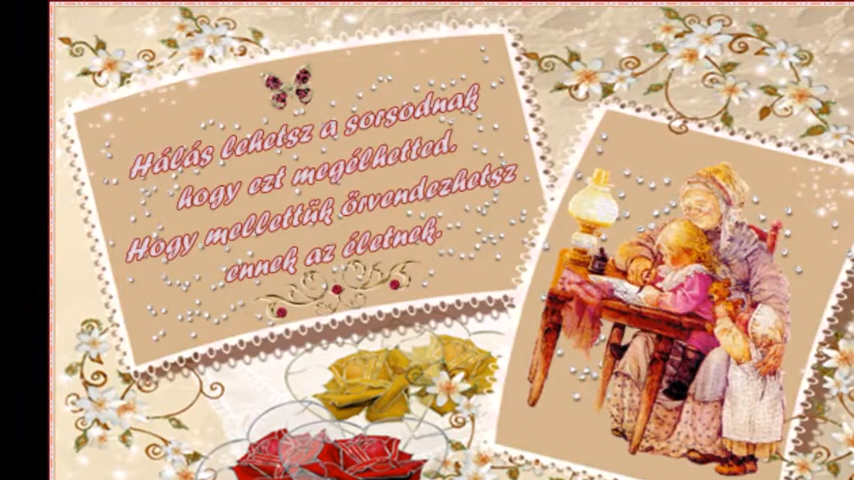 Hálás lehetsz a sorsodnak
hogy ezt megélhetted.
Hogy mellettük örvendezhetsz
ennek az életnek.